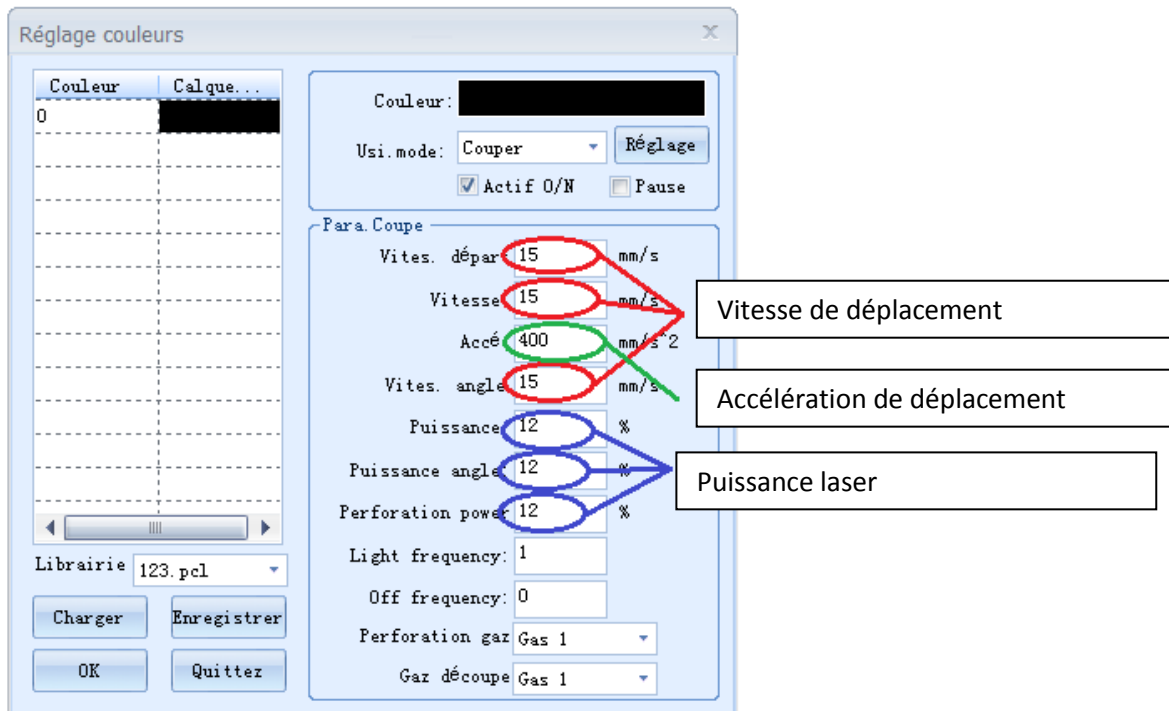 Réglage couleurs
x
Couleur Calque...
0
Couleur:
Usi.mode: Couper Réglage
Actif O/N Pause
Para.Coupe
Vites. dépar 15 mm/s
Vitesse 15 mm/s
Accé 400 mm/s^2
Vites. angle 15 mm/s
Puissance 12 %
Puissance angle 12 %
Perforation power 12 %
Light frequency: 1
Off frequency: 0
Perforation gaz Gas 1
Gaz découpe Gas 1
Librairie 123.pcl
Charger Enregistrer
OK Quittez
Vitesse de déplacement
Accélération de déplacement
Puissance laser